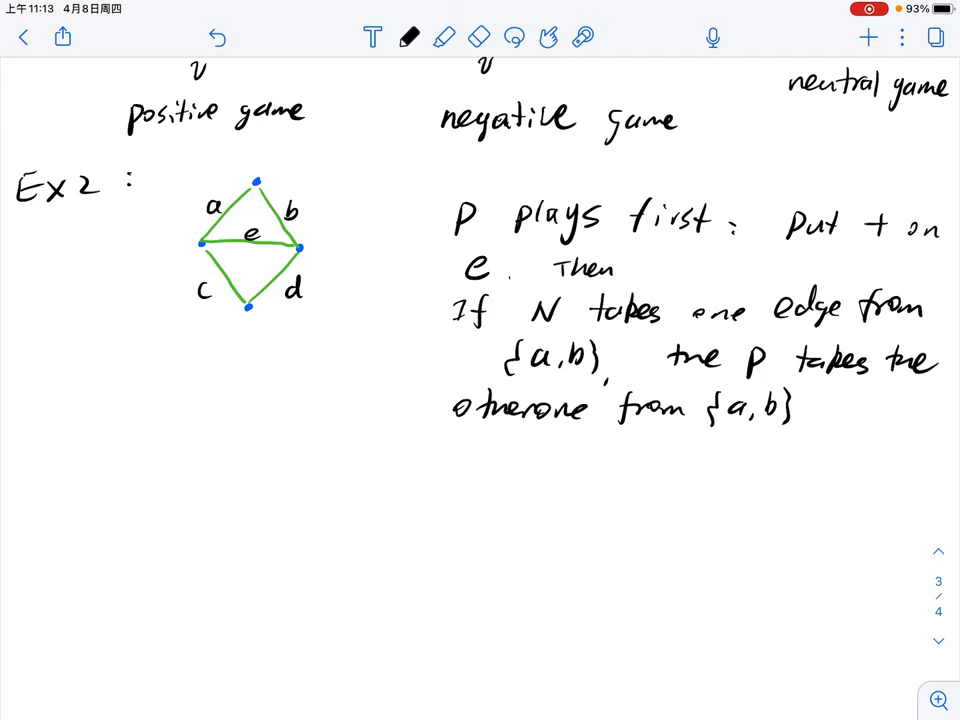 上午11:13 4月8日周四
93%
positive game
negative game
neutral game
Ex2:
a
b
e
c
d
P plays first: Put + on
e. Then
If N takes one edge from
{a,b}, the P takes the
otherone from {a,b}
3
/
4